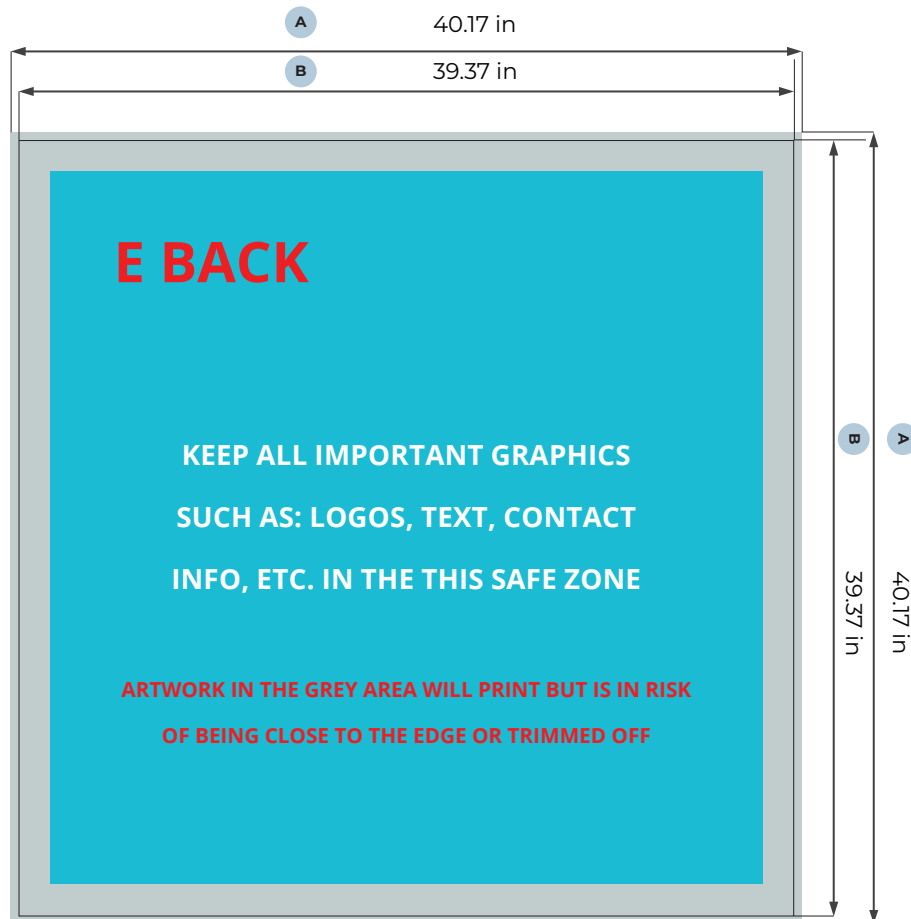 A 40.17 in
B 39.37 in
E BACK
KEEP ALL IMPORTANT GRAPHICS
SUCH AS: LOGOS, TEXT, CONTACT
INFO, ETC. IN THE THIS SAFE ZONE
ARTWORK IN THE GREY AREA WILL PRINT BUT IS IN RISK
OF BEING CLOSE TO THE EDGE OR TRIMMED OFF
B 39.37 in
A 40.17 in